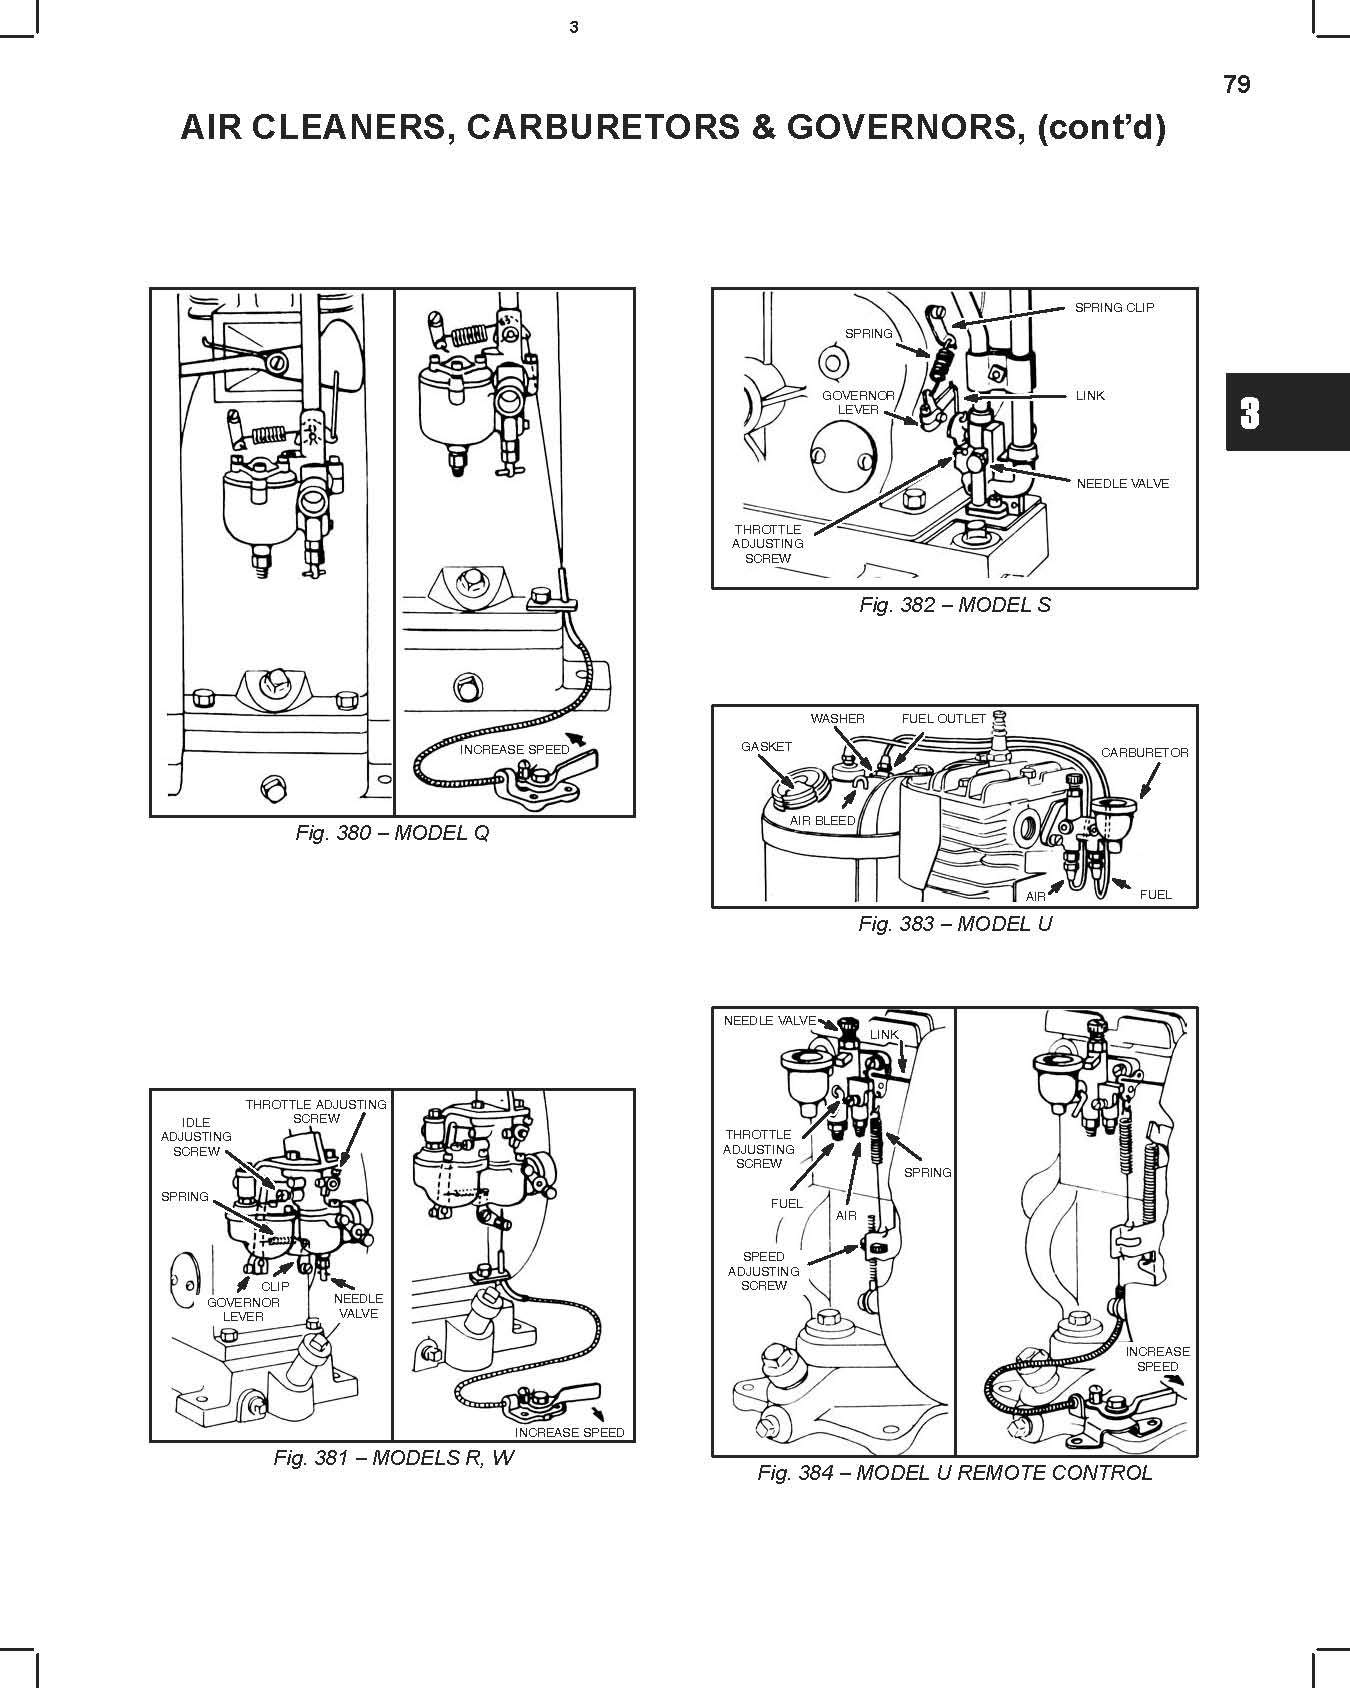 3
79
AIR CLEANERS, CARBURETORS & GOVERNORS, (cont’d)
INCREASE SPEED
Fig. 380 – MODEL Q
THROTTLE ADJUSTING
SCREW
IDLE
ADJUSTING
SCREW
SPRING
CLIP
GOVERNOR
LEVER
NEEDLE
VALVE
INCREASE SPEED
Fig. 381 – MODELS R, W
SPRING CLIP
SPRING
GOVERNOR
LEVER
LINK
NEEDLE VALVE
THROTTLE
ADJUSTING
SCREW
Fig. 382 – MODEL S
3
WASHER
FUEL OUTLET
GASKET
CARBURETOR
AIR BLEED
AIR
FUEL
Fig. 383 – MODEL U
NEEDLE VALVE
LINK
THROTTLE
ADJUSTING
SCREW
SPRING
FUEL
AIR
SPEED
ADJUSTING
SCREW
INCREASE
SPEED
Fig. 384 – MODEL U REMOTE CONTROL